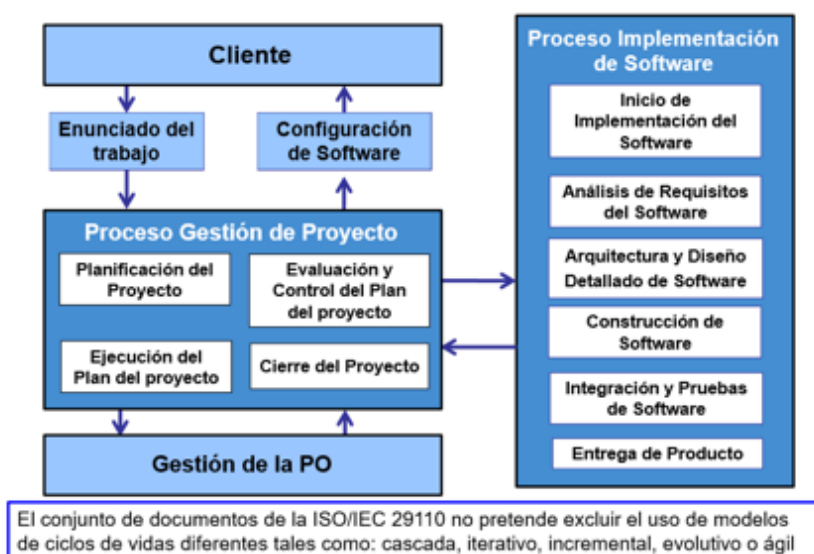 Cliente
Enunciado del
trabajo
Configuración
de Software
Proceso Gestión de Proyecto
Planificación del
Proyecto
Evaluación y
Control del Plan
del proyecto
Ejecución del
Plan del proyecto
Cierre del Proyecto
Gestión de la PO
Proceso Implementación
de Software
Inicio de
Implementación del
Software
Análisis de Requisitos
del Software
Arquitectura y Diseño
Detallado de Software
Construcción de
Software
Integración y Pruebas
de Software
Entrega de Producto
El conjunto de documentos de la ISO/IEC 29110 no pretende excluir el uso de modelos
de ciclos de vidas diferentes tales como: cascada, iterativo, incremental, evolutivo o ágil